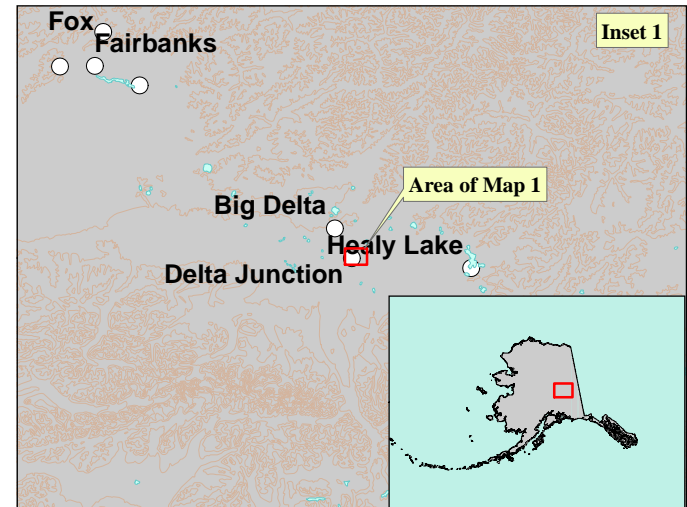 Fox
Inset 1
Fairbanks
Area of Map 1
Big Delta
Healy Lake
Delta Junction